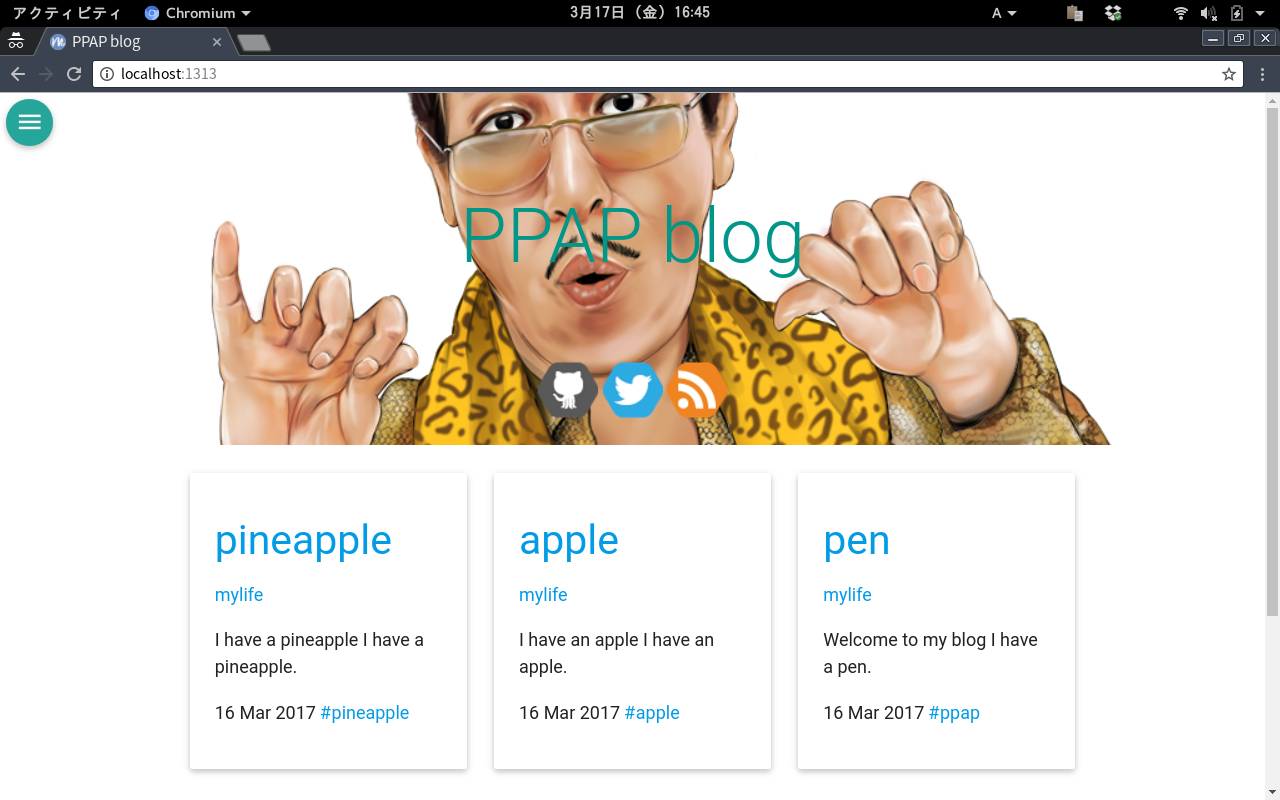 アクティビティ Chromium 3月17日（金）16:45 A
PPAP blog
localhost:1313
PPAP blog
pineapple
mylife
I have a pineapple I have a
pineapple.
16 Mar 2017 #pineapple
apple
mylife
I have an apple I have an
apple.
16 Mar 2017 #apple
pen
mylife
Welcome to my blog I have
a pen.
16 Mar 2017 #ppap